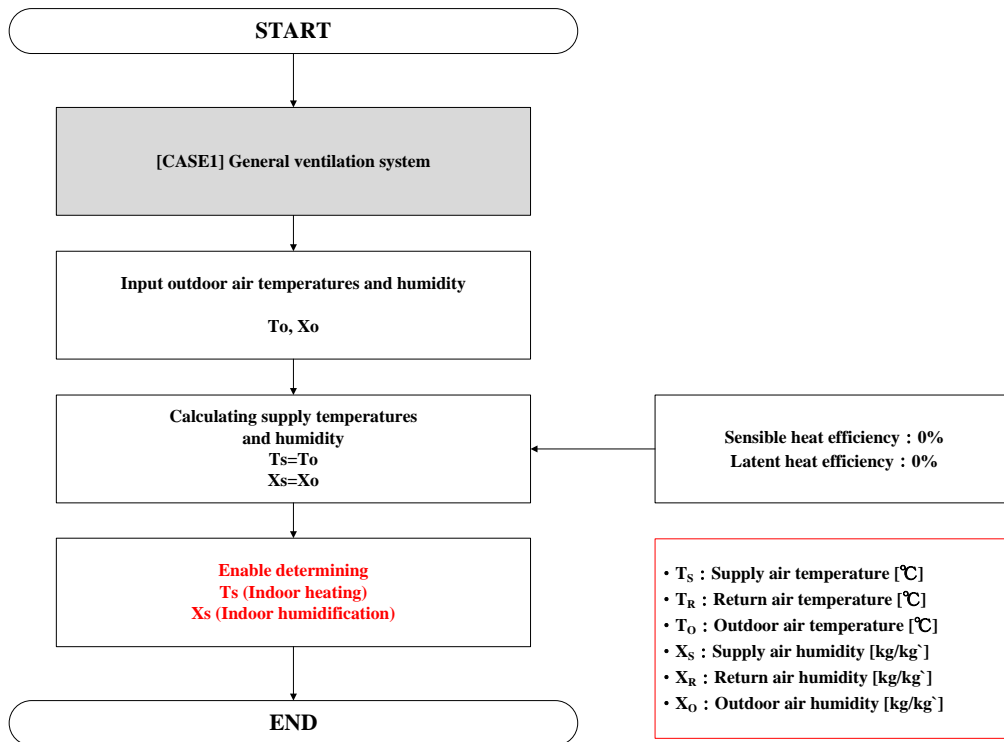 START
[CASE1] General ventilation system
Input outdoor air temperatures and humidity
To, Xo
Calculating supply temperatures
and humidity
Ts=To
Xs=Xo
Sensible heat efficiency : 0%
Latent heat efficiency : 0%
Enable determining
Ts (Indoor heating)
Xs (Indoor humidification)
・TS : Supply air temperature [℃]
・TR : Return air temperature [℃]
・TO : Outdoor air temperature [℃]
・XS : Supply air humidity [kg/kg`]
・XR : Return air humidity [kg/kg`]
・XO : Outdoor air humidity [kg/kg`]
END